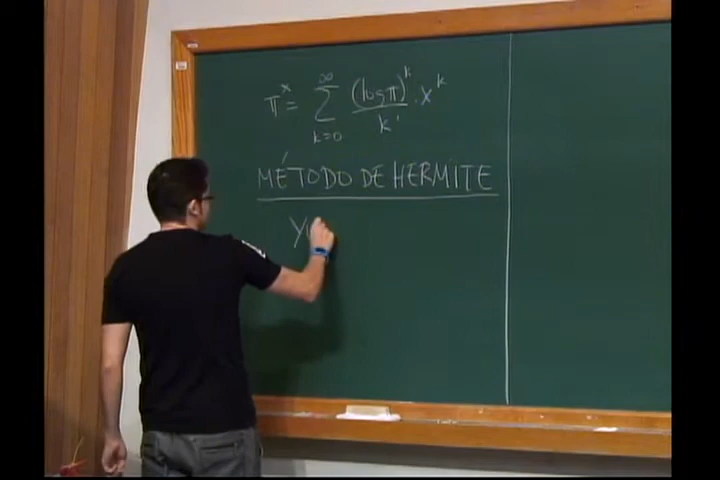 π^x = ∑_{k=0}^{∞} (log π)^k / k! · x^k
MÉTODO DE HERMITE
Y(